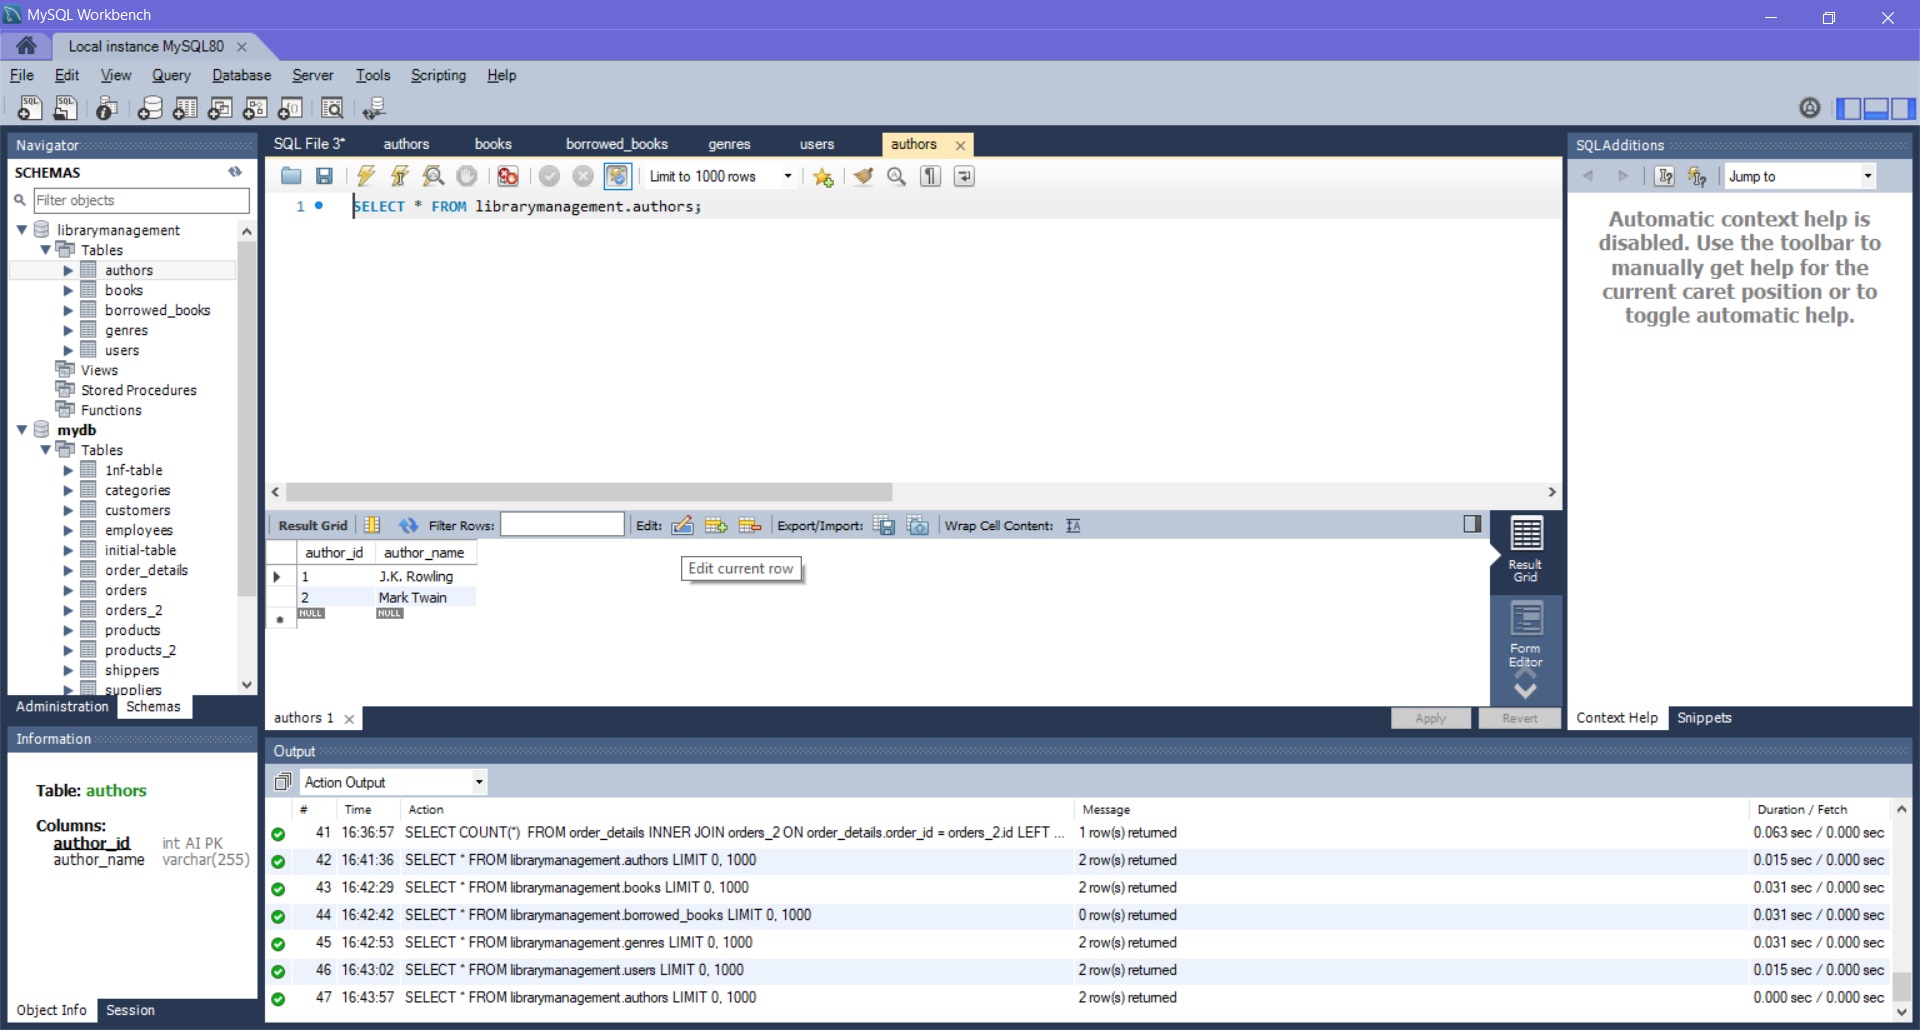 MySQL Workbench
Local instance MySQL80
File Edit View Query Database Server Tools Scripting Help
Navigator
SCHEMAS
Filter objects
librarymanagement
Tables
authors
books
borrowed_books
genres
users
Views
Stored Procedures
Functions
mydb
Tables
1nf-table
categories
customers
employees
initial-table
order_details
orders
orders_2
products
products_2
shippers
suppliers
Administration Schemas
Information
Table: authors
Columns:
author_id int AI PK
author_name varchar(255)
Object Info Session
SQL File 3* authors books borrowed_books genres users authors
Limit to 1000 rows
1 SELECT * FROM librarymanagement.authors;
Result Grid Filter Rows: Edit: Export/Import: Wrap Cell Content:
author_id author_name
1 J.K. Rowling
2 Mark Twain
NULL NULL
Edit current row
Result
Grid
Form
Editor
authors 1
Apply Revert
SQLAdditions
Jump to
Automatic context help is
disabled. Use the toolbar to
manually get help for the
current caret position or to
toggle automatic help.
Context Help Snippets
Output
Action Output
# Time Action Message Duration / Fetch
41 16:36:57 SELECT COUNT(*) FROM order_details INNER JOIN orders_2 ON order_details.order_id = orders_2.id LEFT ... 1 row(s) returned 0.063 sec / 0.000 sec
42 16:41:36 SELECT * FROM librarymanagement.authors LIMIT 0, 1000 2 row(s) returned 0.015 sec / 0.000 sec
43 16:42:29 SELECT * FROM librarymanagement.books LIMIT 0, 1000 2 row(s) returned 0.031 sec / 0.000 sec
44 16:42:42 SELECT * FROM librarymanagement.borrowed_books LIMIT 0, 1000 0 row(s) returned 0.031 sec / 0.000 sec
45 16:42:53 SELECT * FROM librarymanagement.genres LIMIT 0, 1000 2 row(s) returned 0.031 sec / 0.000 sec
46 16:43:02 SELECT * FROM librarymanagement.users LIMIT 0, 1000 2 row(s) returned 0.015 sec / 0.000 sec
47 16:43:57 SELECT * FROM librarymanagement.authors LIMIT 0, 1000 2 row(s) returned 0.000 sec / 0.000 sec